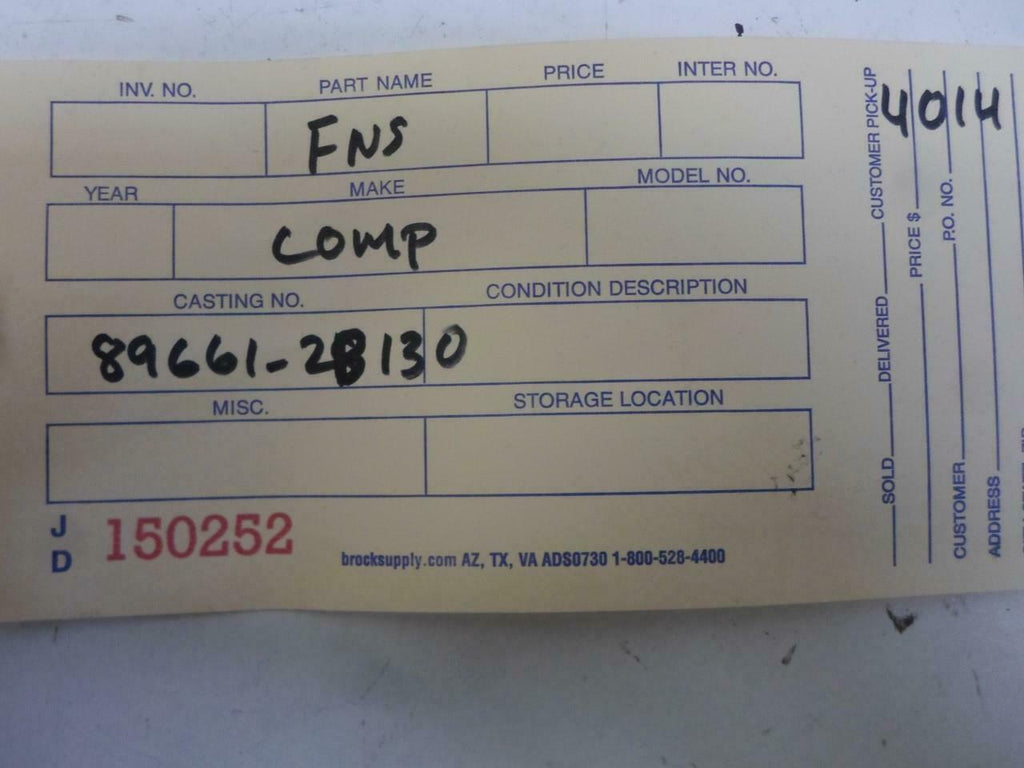 INV. NO. PART NAME PRICE INTER NO.
FNS
YEAR MAKE MODEL NO.
COMP
CASTING NO. CONDITION DESCRIPTION
89661-2B130
MISC. STORAGE LOCATION
J
D
150252
brocksupply.com AZ, TX, VA ADS0730 1-800-528-4400
4014
SOLD DELIVERED CUSTOMER PICK-UP
PRICE $
CUSTOMER P.O. NO.
ADDRESS